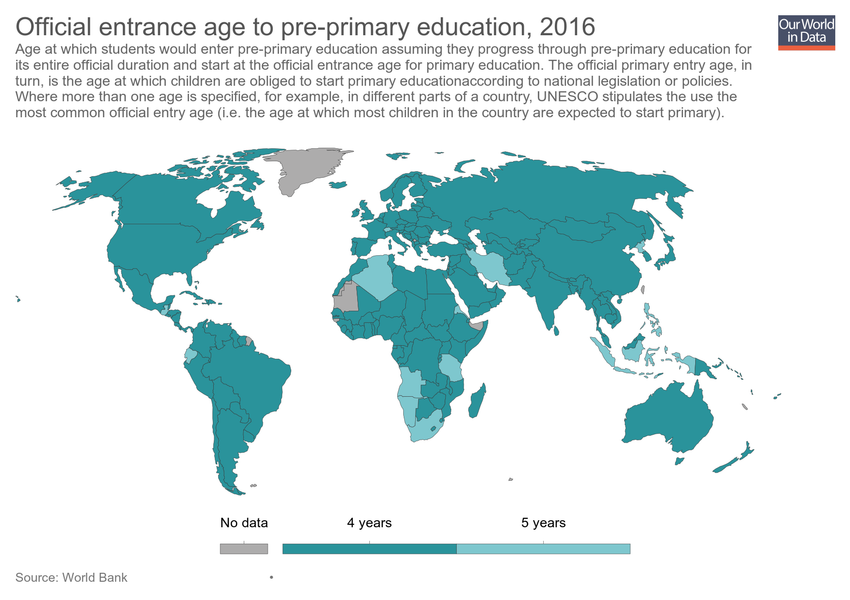 Official entrance age to pre-primary education, 2016
Our World
in Data
Age at which students would enter pre-primary education assuming they progress through pre-primary education for
its entire official duration and start at the official entrance age for primary education. The official primary entry age, in
turn, is the age at which children are obliged to start primary educationaccording to national legislation or policies.
Where more than one age is specified, for example, in different parts of a country, UNESCO stipulates the use the
most common official entry age (i.e. the age at which most children in the country are expected to start primary).
No data
4 years
5 years
Source: World Bank
•